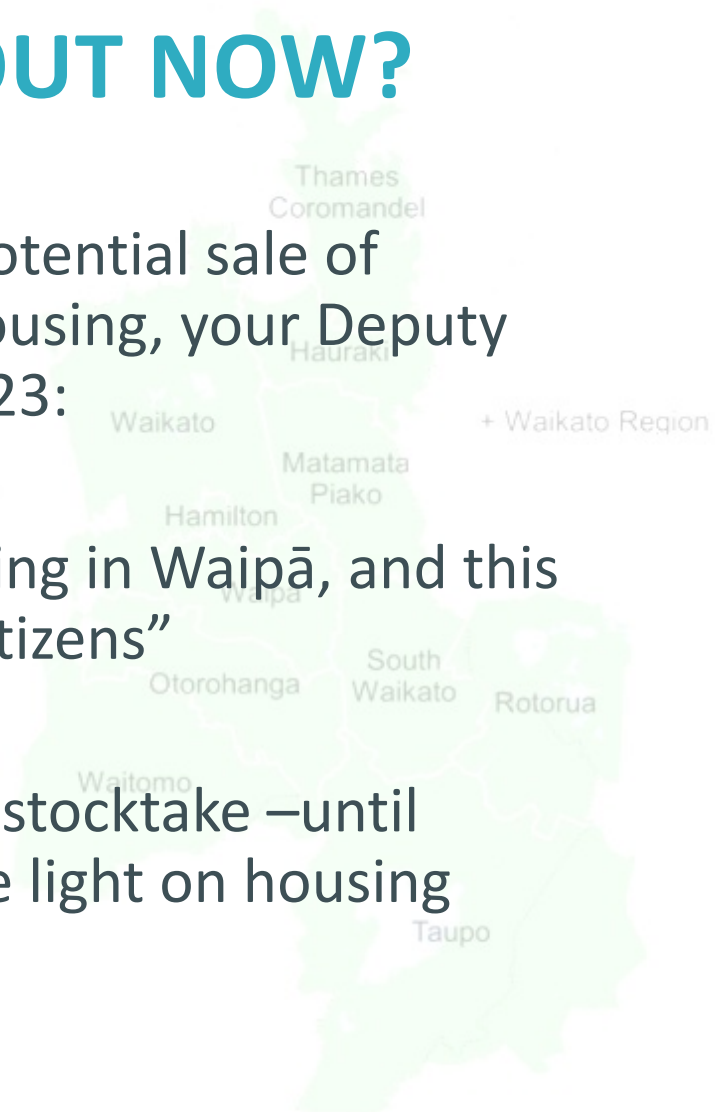 OUT NOW?
Thames
Coromandel
otential sale of
ousing, your Deputy
Hauraki
23:
Waikato
+ Waikato Region
Matamata
Piako
Hamilton
ing in Waipā, and this
Waipa
tizens”
South
Waikato
Otorohanga
Rotorua
Waitomo
stocktake –until
e light on housing
Taupo